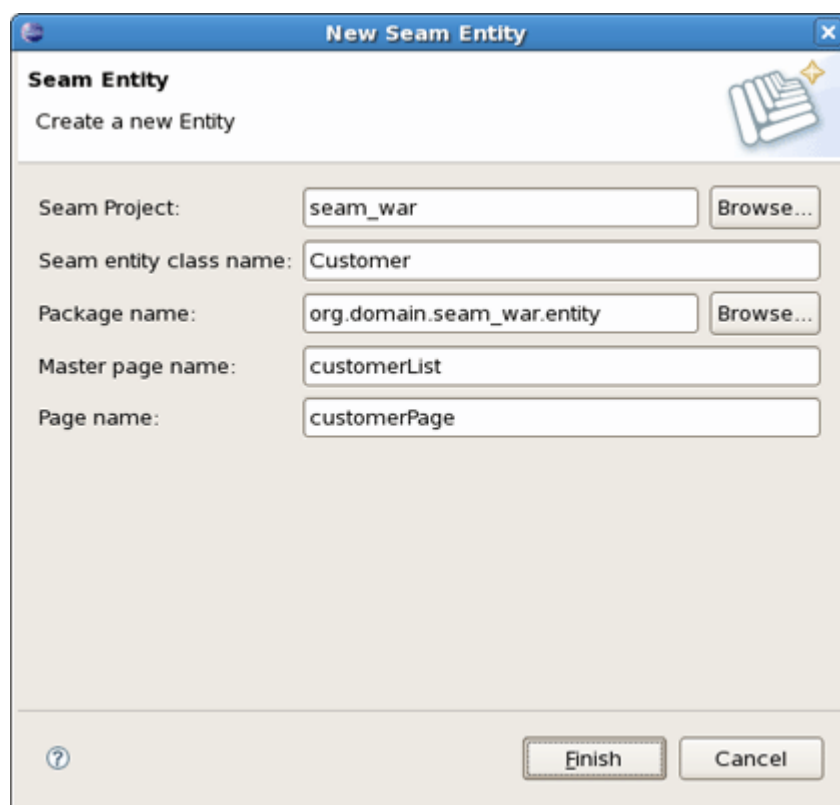 New Seam Entity
Seam Entity
Create a new Entity
Seam Project: seam_war Browse...
Seam entity class name: Customer
Package name: org.domain.seam_war.entity Browse...
Master page name: customerList
Page name: customerPage
Finish Cancel